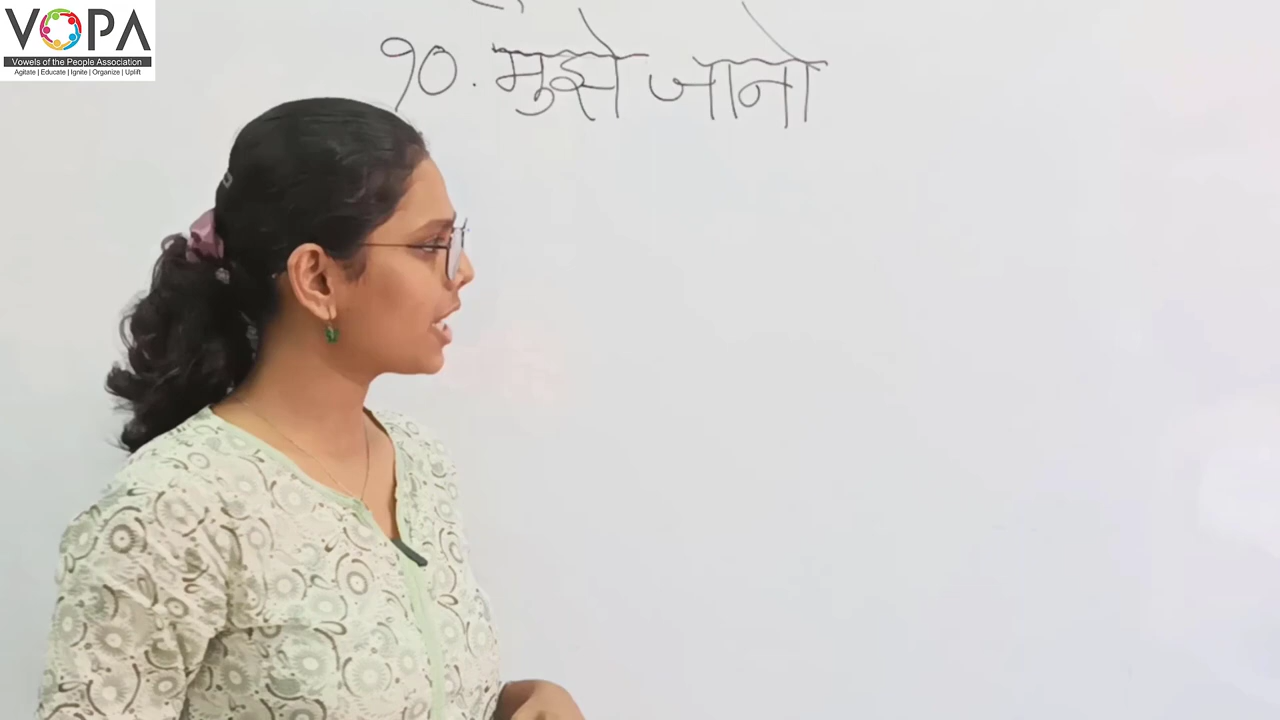 VOPA
Vowels of the People Association
Agitate | Educate | Ignite | Organize | Uplift
१०. मुझे जानो